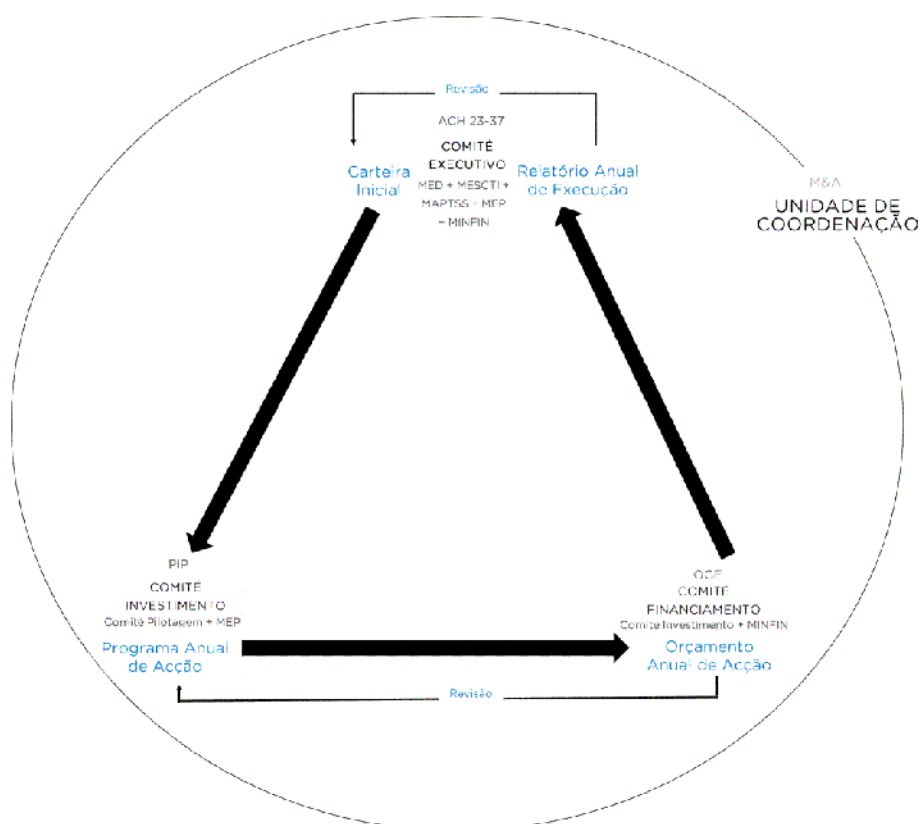 Revisão
ACH 23-37
COMITÉ
EXECUTIVO
MED + MESCTI +
MAPTSS + MEP
+ MINFIN
Carteira
Inicial
Relatório Anual
de Execução
M&A
UNIDADE DE
COORDENAÇÃO
PIP
COMITÉ
INVESTIMENTO
Comité Pilotagem + MEP
Programa Anual
de Acção
OGE
COMITÉ
FINANCIAMENTO
Comite Investimento + MINFIN
Orçamento
Anual de Acção
Revisão